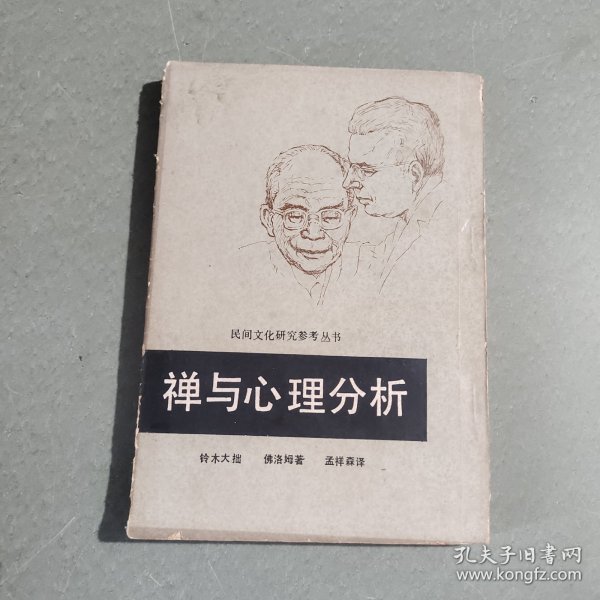 民间文化研究参考丛书
禅与心理分析
铃木大拙 佛洛姆著 孟祥森译
孔夫子旧书网
www.kongfz.com